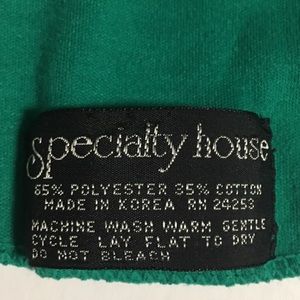 specialty house
65% POLYESTER 35% COTTON
MADE IN KOREA RN 24253
MACHINE WASH WARM GENTLE
CYCLE LAY FLAT TO DRY
DO NOT BLEACH